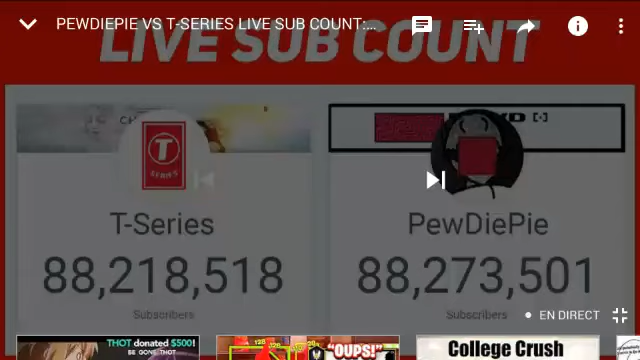 PEWDIEPIE VS T-SERIES LIVE SUB COUNT:...
LIVE SUB COUNT
T
SERIES
T-Series
PewDiePie
88,218,518
88,273,501
Subscribers
Subscribers
EN DIRECT
THOT donated $500!
BE GONE THOT
"OUPS!"
College Crush